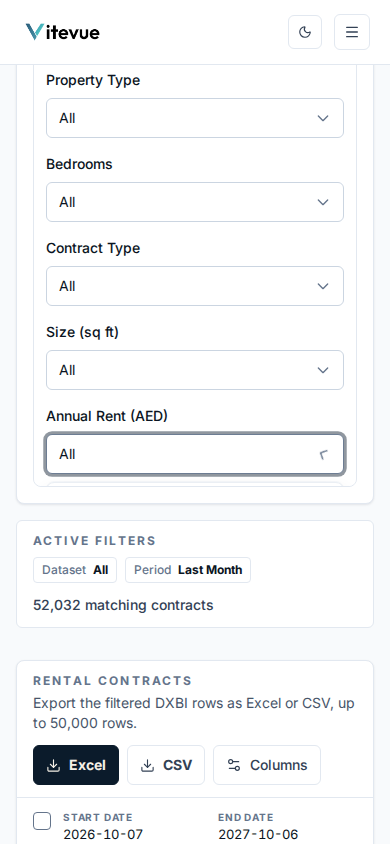 Vitevue
Property Type
All
Bedrooms
All
Contract Type
All
Size (sq ft)
All
Annual Rent (AED)
All
ACTIVE FILTERS
Dataset All Period Last Month
52,032 matching contracts
RENTAL CONTRACTS
Export the filtered DXBI rows as Excel or CSV, up
to 50,000 rows.
Excel CSV Columns
START DATE END DATE
2026-10-07 2027-10-06